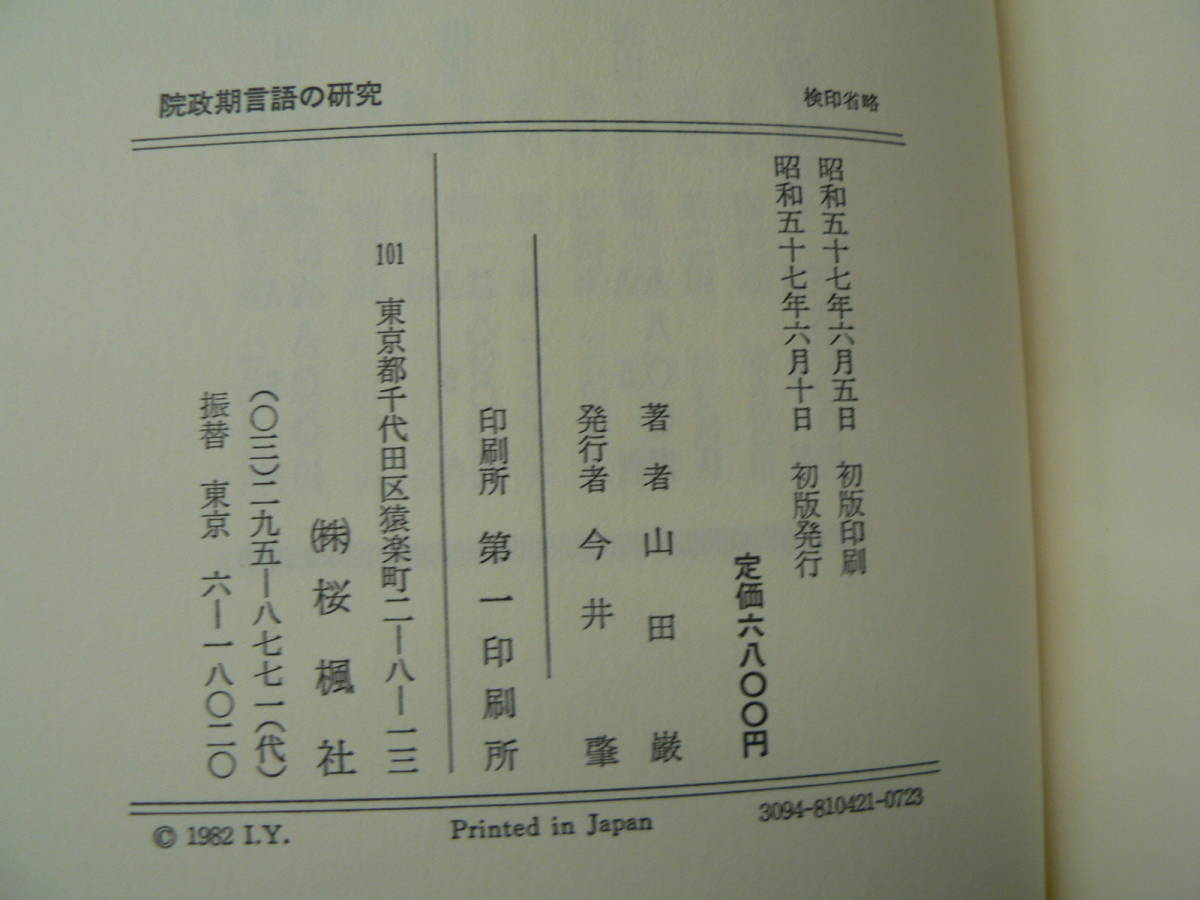 院政期言語の研究
検印省略
昭和五十七年六月五日 初版印刷
昭和五十七年六月十日 初版発行
定価六八〇〇円
著者 山田 巌
発行者 今井 肇
印刷所 第一印刷所
101 東京都千代田区猿楽町二―八―一三
㈱桜楓社
(〇三)二九五―八七七一(代)
振替 東京 六―一八〇二〇
© 1982 I.Y.
Printed in Japan
3094-810421-0723